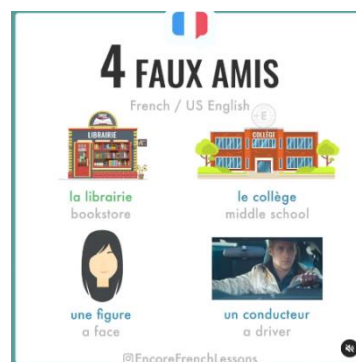 4 FAUX AMIS
French / US English
E
LIBRAIRIE
COLLÈGE
la librairie
bookstore
le collège
middle school
une figure
a face
un conducteur
a driver
@EncoreFrenchLessons